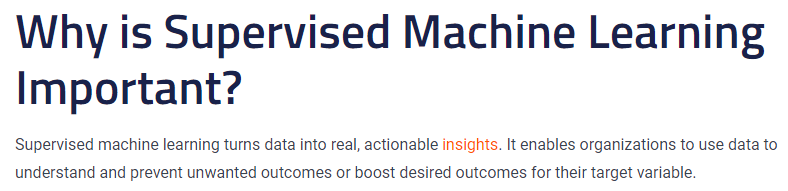 Why is Supervised Machine Learning
Important?
Supervised machine learning turns data into real, actionable insights. It enables organizations to use data to
understand and prevent unwanted outcomes or boost desired outcomes for their target variable.